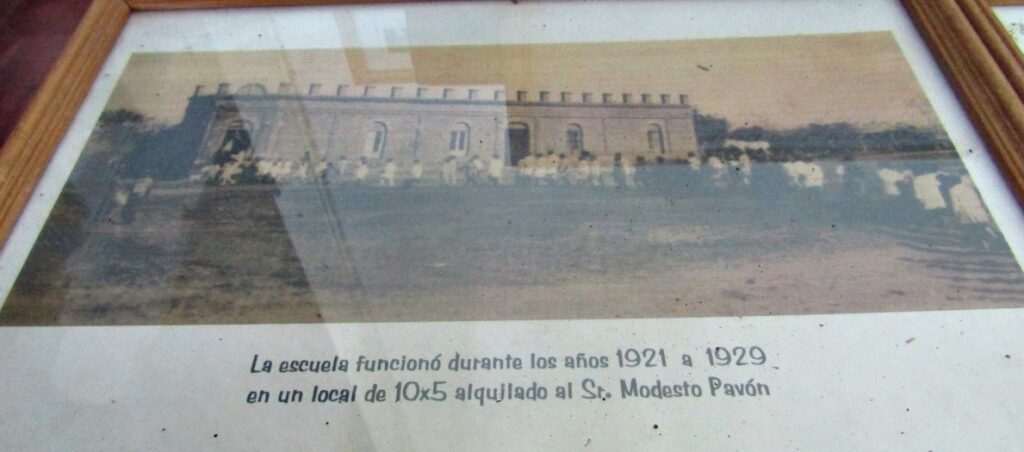 La escuela funcionó durante los años 1921 a 1929
en un local de 10x5 alquilado al Sr. Modesto Pavón